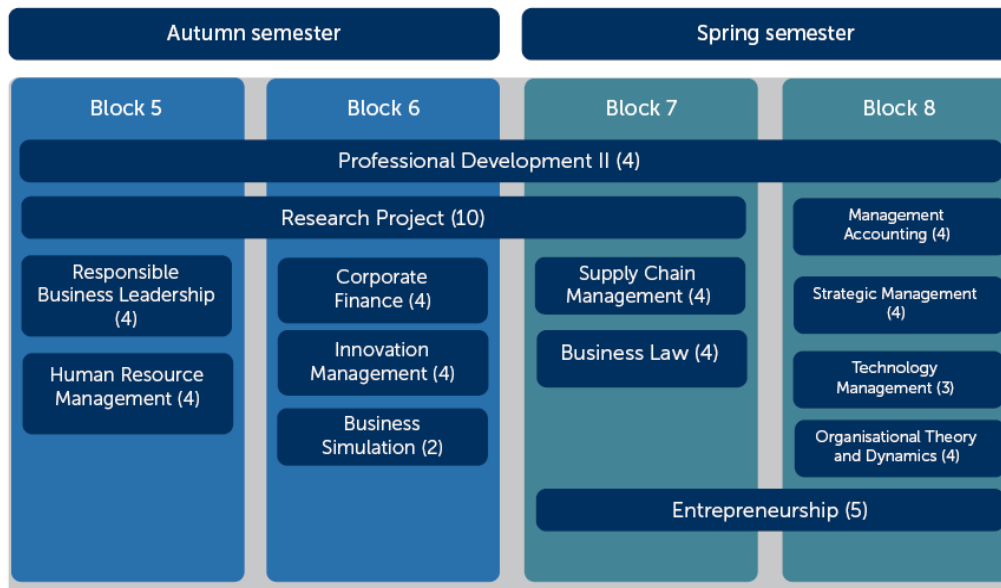 Autumn semester
Spring semester
Block 5
Block 6
Block 7
Block 8
Professional Development II (4)
Research Project (10)
Responsible
Business Leadership
(4)
Human Resource
Management (4)
Corporate
Finance (4)
Innovation
Management (4)
Business
Simulation (2)
Supply Chain
Management (4)
Business Law (4)
Management
Accounting (4)
Strategic Management
(4)
Technology
Management (3)
Organisational Theory
and Dynamics (4)
Entrepreneurship (5)